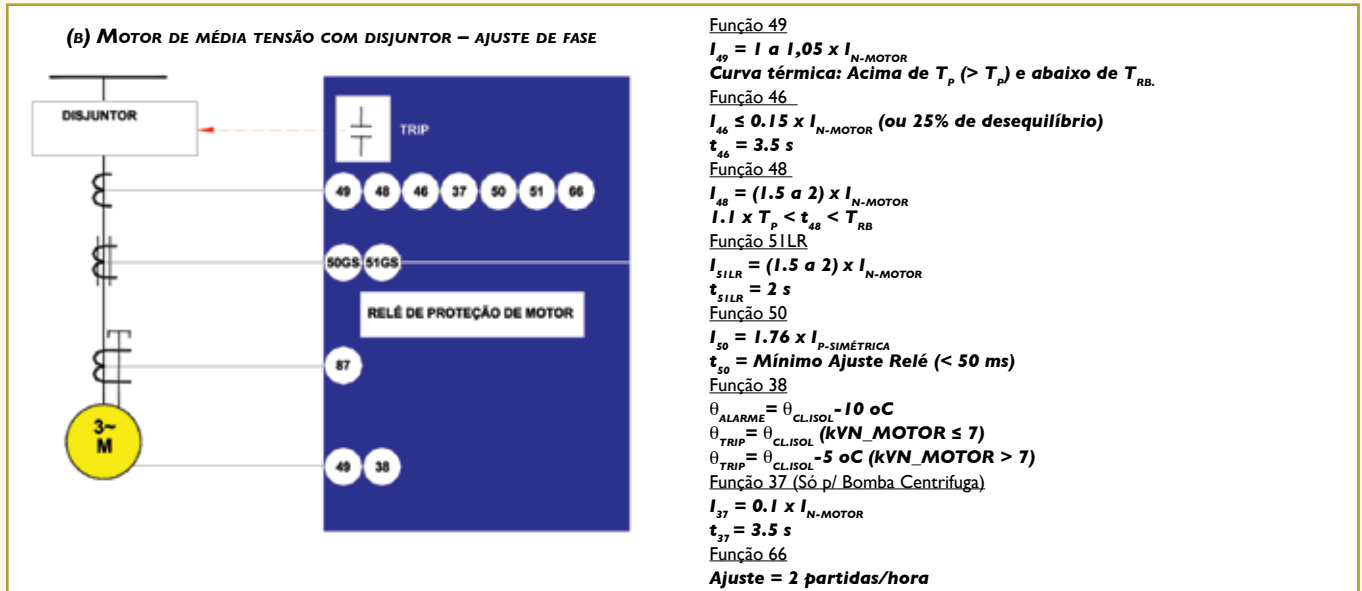 (B) MOTOR DE MÉDIA TENSÃO COM DISJUNTOR – AJUSTE DE FASE
DISJUNTOR
TRIP
49 48 46 37 50 51 66
50GS 51GS
RELÉ DE PROTEÇÃO DE MOTOR
87
3~
M
49 38
Função 49
I49 = 1 a 1,05 x IN-MOTOR
Curva térmica: Acima de TP (> TP) e abaixo de TRB.
Função 46
I46 ≤ 0.15 x IN-MOTOR (ou 25% de desequilíbrio)
t46 = 3.5 s
Função 48
I48 = (1.5 a 2) x IN-MOTOR
1.1 x TP < t48 < TRB
Função 51LR
I51LR = (1.5 a 2) x IN-MOTOR
t51LR = 2 s
Função 50
I50 = 1.76 x IP-SIMÉTRICA
t50 = Mínimo Ajuste Relé (< 50 ms)
Função 38
θALARME = θCL.ISOL-10 oC
θTRIP = θCL.ISOL (kVN_MOTOR ≤ 7)
θTRIP = θCL.ISOL-5 oC (kVN_MOTOR > 7)
Função 37 (Só p/ Bomba Centrifuga)
I37 = 0.1 x IN-MOTOR
t37 = 3.5 s
Função 66
Ajuste = 2 partidas/hora